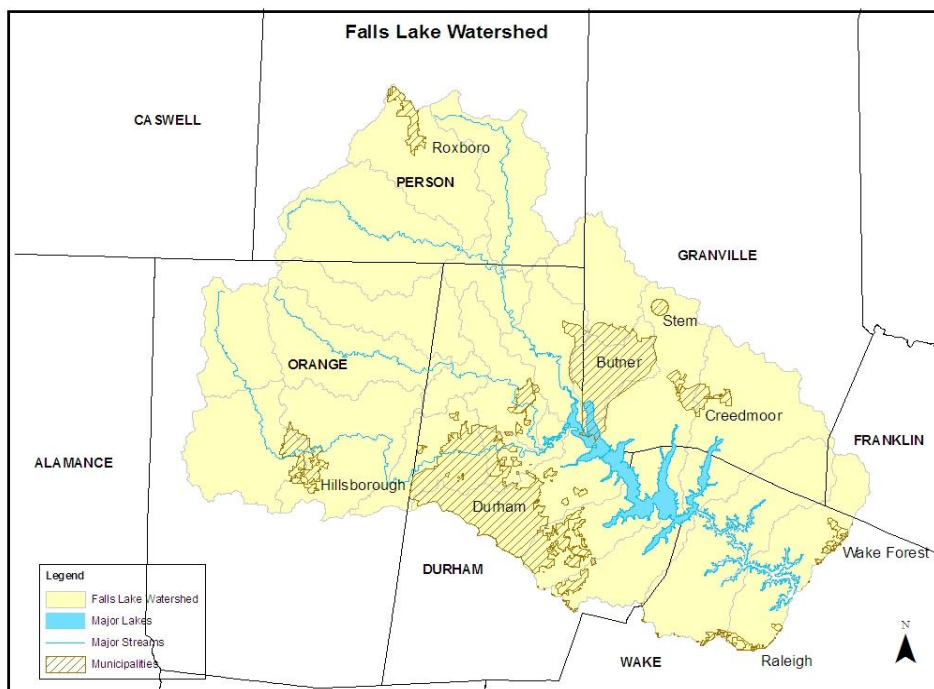 Falls Lake Watershed
CASWELL
Roxboro
PERSON
GRANVILLE
Stem
Butner
ORANGE
Creedmoor
FRANKLIN
ALAMANCE
Hillsborough
Durham
Wake Forest
DURHAM
Legend
Falls Lake Watershed
Major Lakes
Major Streams
Municipalities
N
WAKE
Raleigh